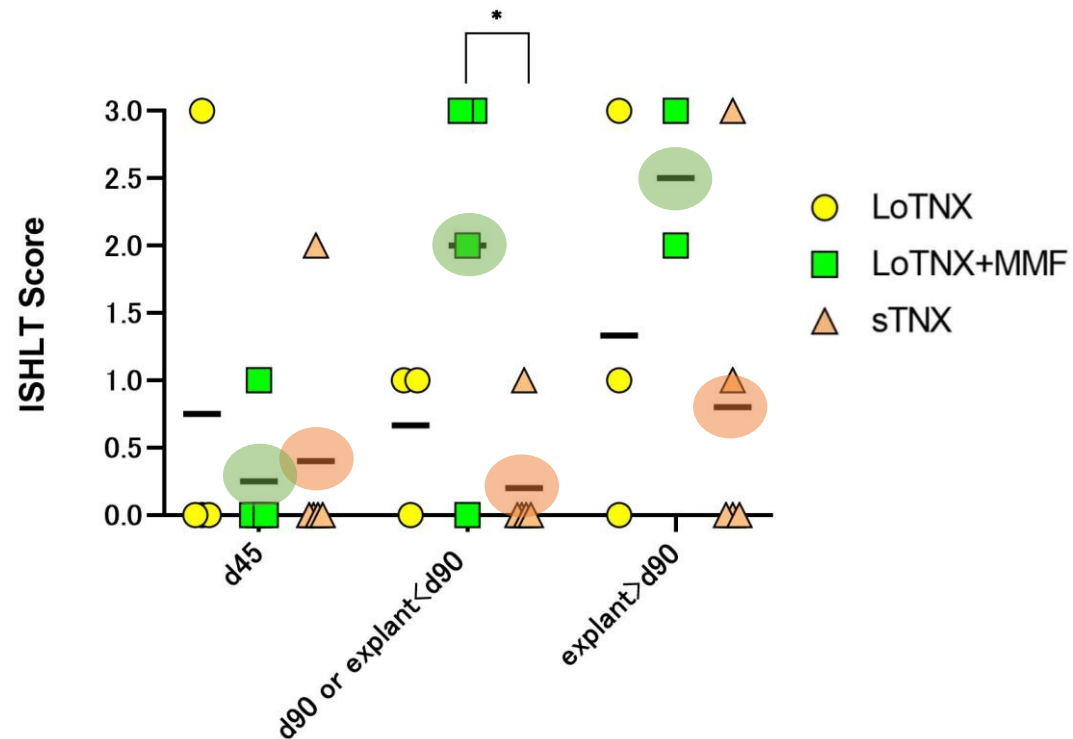 *
3.0
2.5
2.0
1.5
1.0
0.5
0.0
ISHLT Score
d45
d90 or explant<d90
explant>d90
LoTNX
LoTNX+MMF
sTNX